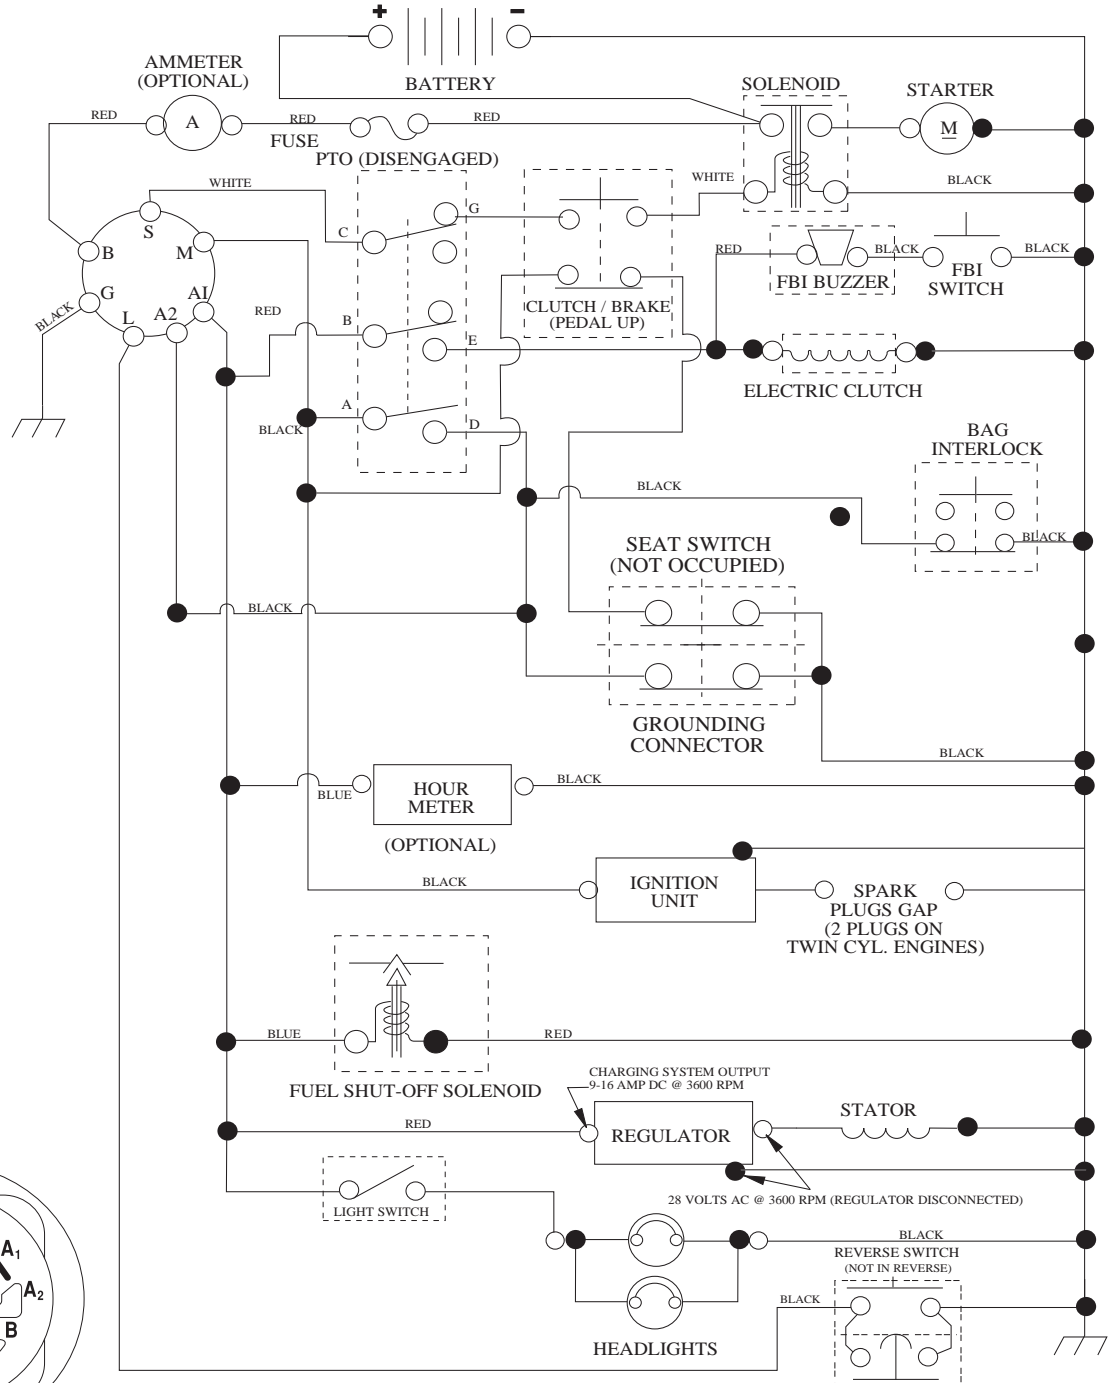 + -
BATTERY
AMMETER
(OPTIONAL)
RED
A
RED
FUSE
RED
SOLENOID
STARTER
M
PTO (DISENGAGED)
WHITE
WHITE
BLACK
S
C
G
B
M
RED
FBI BUZZER
BLACK
FBI
SWITCH
BLACK
CLUTCH / BRAKE
(PEDAL UP)
G
BLACK
L
A2
A1
RED
B
E
ELECTRIC CLUTCH
A
BLACK
D
BAG
INTERLOCK
BLACK
BLACK
SEAT SWITCH
(NOT OCCUPIED)
BLACK
GROUNDING
CONNECTOR
BLACK
BLUE
HOUR
METER
BLACK
(OPTIONAL)
BLACK
IGNITION
UNIT
SPARK
PLUGS GAP
(2 PLUGS ON
TWIN CYL. ENGINES)
BLUE
RED
FUEL SHUT-OFF SOLENOID
CHARGING SYSTEM OUTPUT
9-16 AMP DC @ 3600 RPM
RED
REGULATOR
STATOR
28 VOLTS AC @ 3600 RPM (REGULATOR DISCONNECTED)
LIGHT SWITCH
BLACK
REVERSE SWITCH
(NOT IN REVERSE)
BLACK
HEADLIGHTS
A1
A2
B